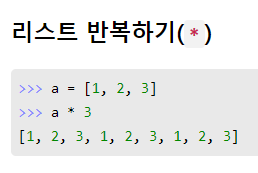 리스트 반복하기(*)
>>> a = [1, 2, 3]
>>> a * 3
[1, 2, 3, 1, 2, 3, 1, 2, 3]